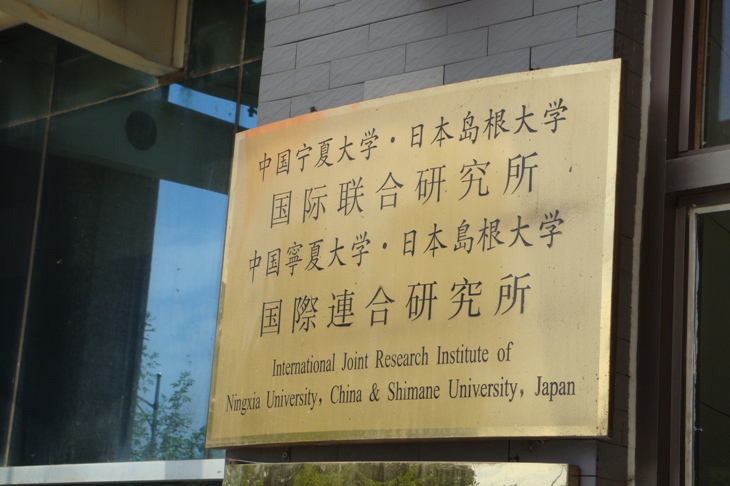 中国宁夏大学·日本岛根大学
国际联合研究所
中国寧夏大学·日本島根大学
国際連合研究所
International Joint Research Institute of
Ningxia University, China & Shimane University, Japan